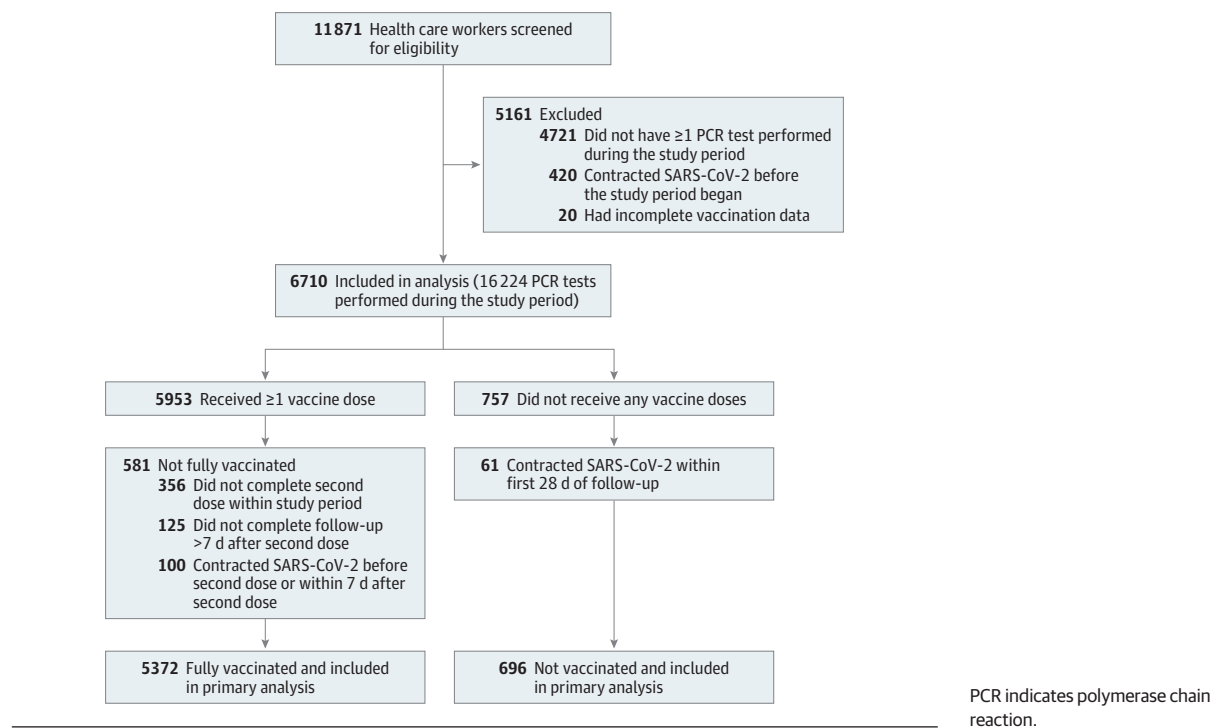 11871 Health care workers screened
for eligibility
5161 Excluded
4721 Did not have ≥1 PCR test performed
during the study period
420 Contracted SARS-CoV-2 before
the study period began
20 Had incomplete vaccination data
6710 Included in analysis (16 224 PCR tests
performed during the study period)
5953 Received ≥1 vaccine dose
757 Did not receive any vaccine doses
581 Not fully vaccinated
356 Did not complete second
dose within study period
125 Did not complete follow-up
>7 d after second dose
100 Contracted SARS-CoV-2 before
second dose or within 7 d after
second dose
61 Contracted SARS-CoV-2 within
first 28 d of follow-up
5372 Fully vaccinated and included
in primary analysis
696 Not vaccinated and included
in primary analysis
PCR indicates polymerase chain
reaction.